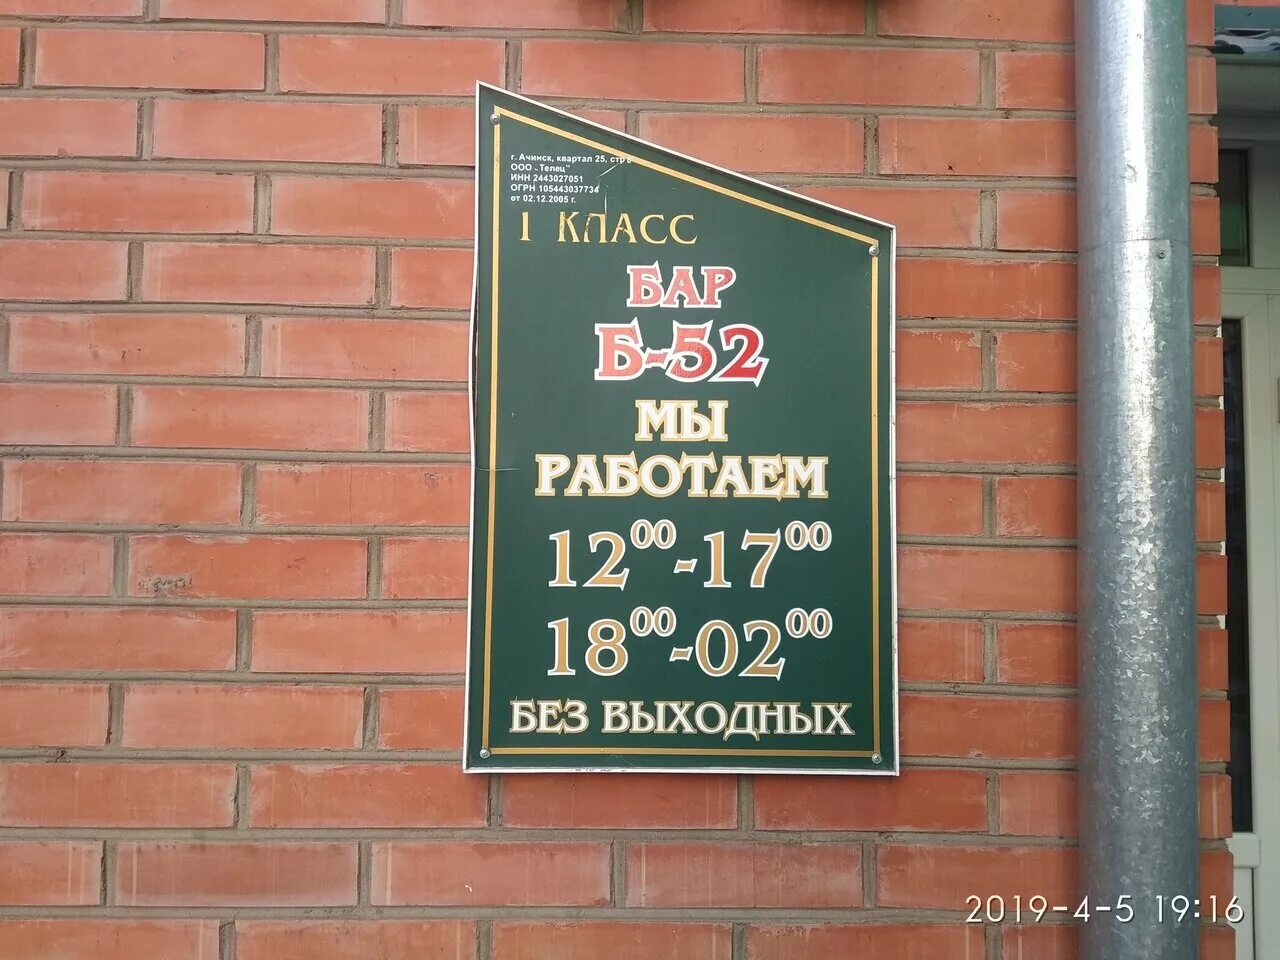 г. Ачинск, квартал 25, стр 8
ООО "Телец"
ИНН 2443027051
ОГРН 105443037734
от 02.12.2005 г.
1 КЛАСС
БАР
Б-52
МЫ
РАБОТАЕМ
12⁰⁰-17⁰⁰
18⁰⁰-02⁰⁰
БЕЗ ВЫХОДНЫХ
2019-4-5 19:16